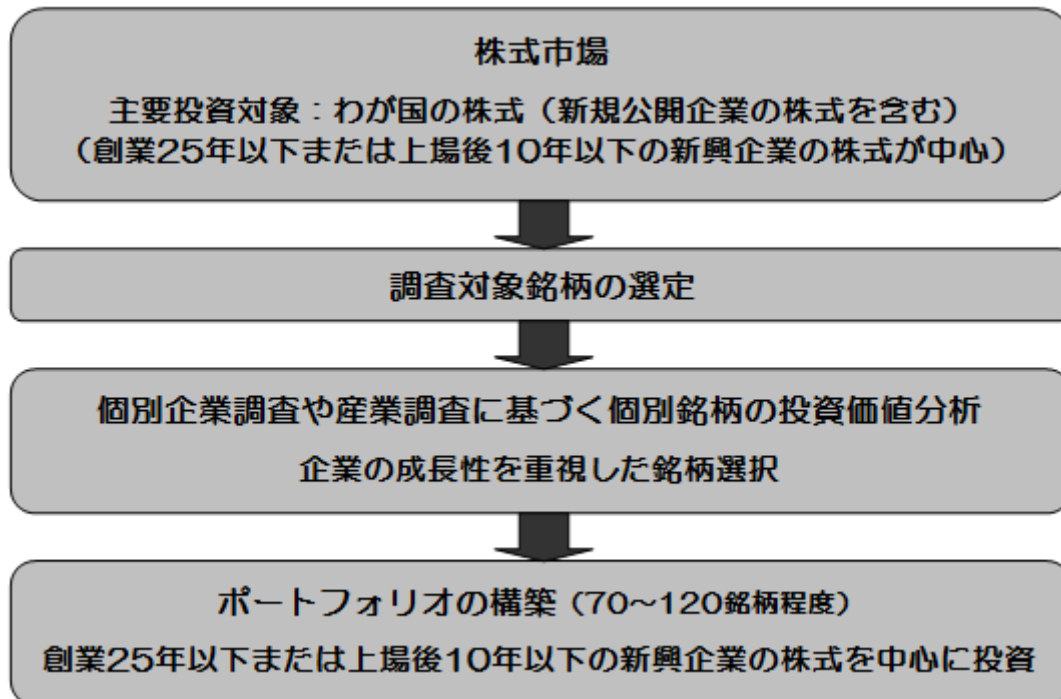 株式市場
主要投資対象：わが国の株式（新規公開企業の株式を含む）
（創業25年以下または上場後10年以下の新興企業の株式が中心）
調査対象銘柄の選定
個別企業調査や産業調査に基づく個別銘柄の投資価値分析
企業の成長性を重視した銘柄選択
ポートフォリオの構築（70～120銘柄程度）
創業25年以下または上場後10年以下の新興企業の株式を中心に投資